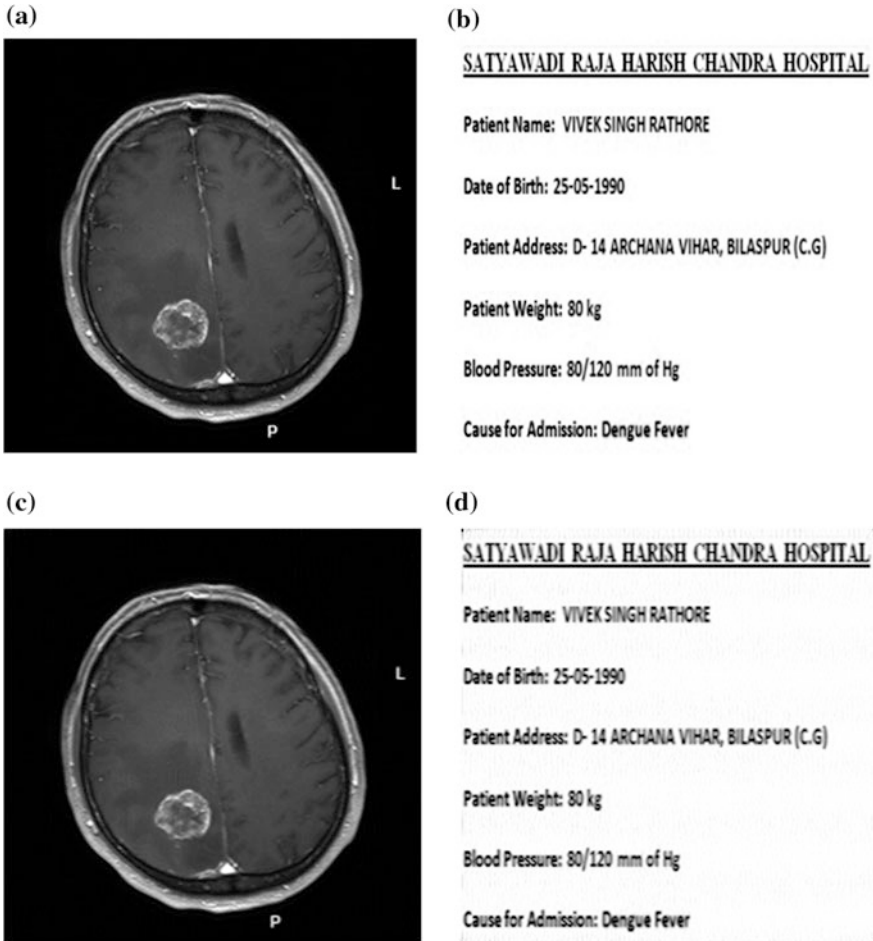 (a)
L
P
(b)
SATYAWADI RAJA HARISH CHANDRA HOSPITAL
Patient Name: VIVEK SINGH RATHORE
Date of Birth: 25-05-1990
Patient Address: D- 14 ARCHANA VIHAR, BILASPUR (C.G)
Patient Weight: 80 kg
Blood Pressure: 80/120 mm of Hg
Cause for Admission: Dengue Fever
(c)
L
P
(d)
SATYAWADI RAJA HARISH CHANDRA HOSPITAL
Patient Name: VIVEK SINGH RATHORE
Date of Birth: 25-05-1990
Patient Address: D- 14 ARCHANA VIHAR, BILASPUR (C.G)
Patient Weight: 80 kg
Blood Pressure: 80/120 mm of Hg
Cause for Admission: Dengue Fever